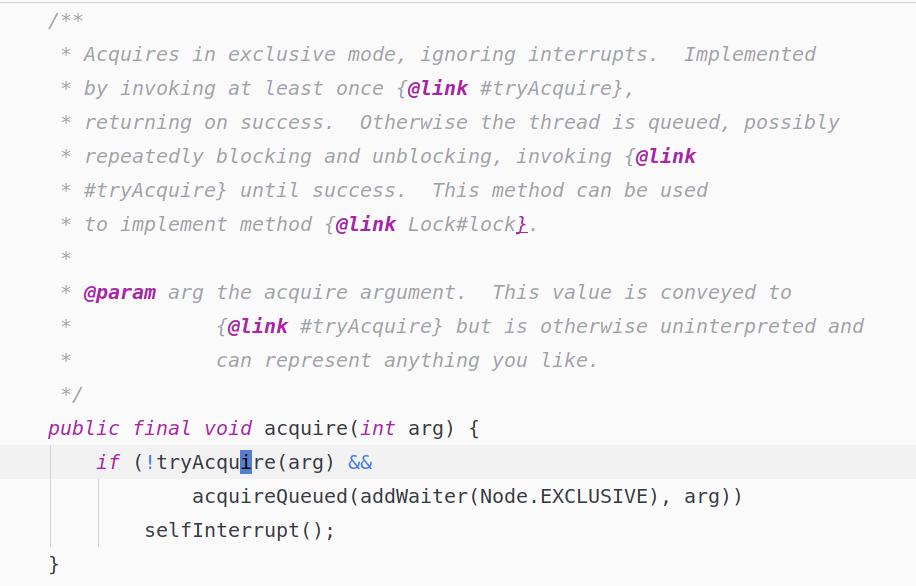 /**
 * Acquires in exclusive mode, ignoring interrupts.  Implemented
 * by invoking at least once {@link #tryAcquire},
 * returning on success.  Otherwise the thread is queued, possibly
 * repeatedly blocking and unblocking, invoking {@link
 * #tryAcquire} until success.  This method can be used
 * to implement method {@link Lock#lock}.
 *
 * @param arg the acquire argument.  This value is conveyed to
 *            {@link #tryAcquire} but is otherwise uninterpreted and
 *            can represent anything you like.
 */
public final void acquire(int arg) {
    if (!tryAcquire(arg) &&
            acquireQueued(addWaiter(Node.EXCLUSIVE), arg))
        selfInterrupt();
}